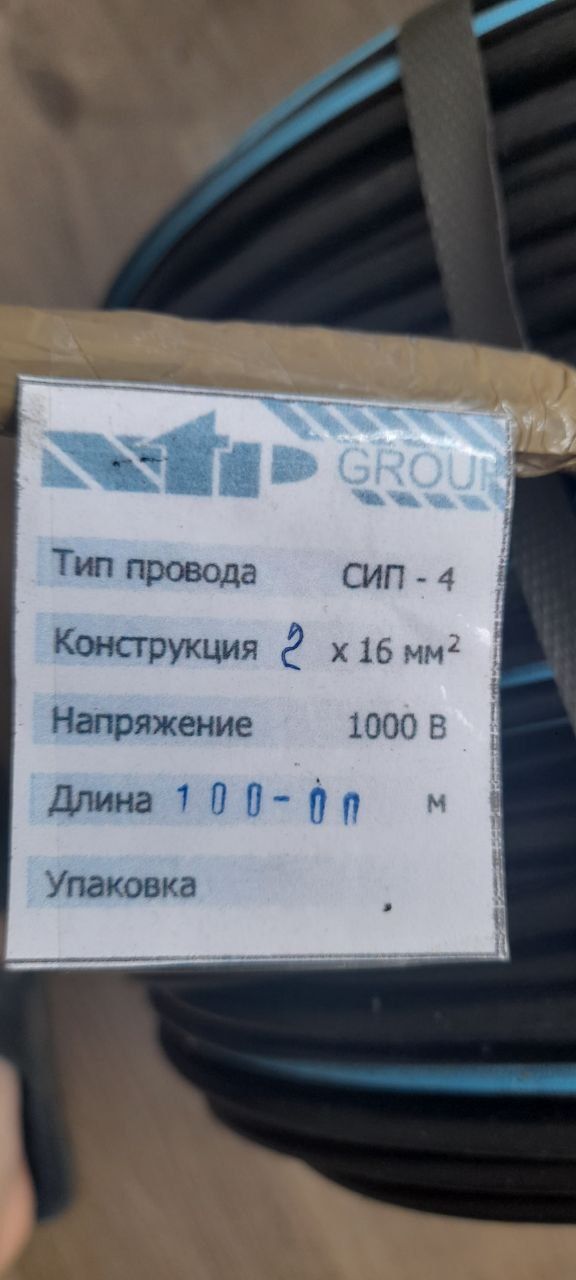 GROUP
Тип провода СИП - 4
Конструкция 2 х 16 мм²
Напряжение 1000 В
Длина 100-00 м
Упаковка